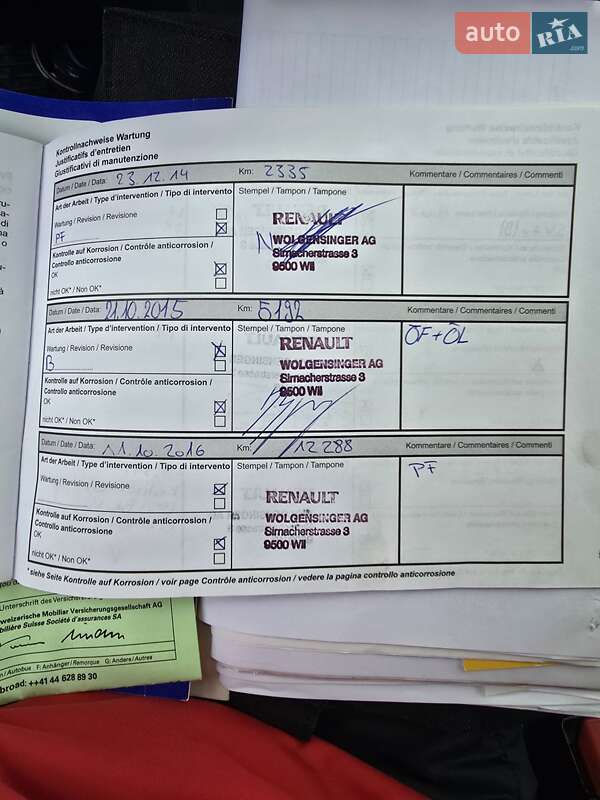 auto RIA .com
Kontrollnachweise Wartung
Justificatifs d'entretien
Giustificativi di manutenzione
Datum / Date / Data: 23.12.14 Km: 2335 Kommentare / Commentaires / Commenti
Art der Arbeit / Type d'intervention / Tipo di intervento Stempel / Tampon / Tampone
Wartung / Revision / Revisione
PF
RENAULT
WOLGENSINGER AG
Sirnacherstrasse 3
9500 Wil
Kontrolle auf Korrosion / Contrôle anticorrosion /
Controllo anticorrosione
OK
nicht OK* / Non OK*
Datum / Date / Data: 21.10.2015 Km: 5192 Kommentare / Commentaires / Commenti
Art der Arbeit / Type d'intervention / Tipo di intervento Stempel / Tampon / Tampone
ÖF+ÖL
Wartung / Revision / Revisione
B
RENAULT
WOLGENSINGER AG
Sirnacherstrasse 3
9500 Wil
Kontrolle auf Korrosion / Contrôle anticorrosion /
Controllo anticorrosione
OK
nicht OK* / Non OK*
Datum / Date / Data: 11.10.2016 Km: 12288 Kommentare / Commentaires / Commenti
Art der Arbeit / Type d'intervention / Tipo di intervento Stempel / Tampon / Tampone
PF
Wartung / Revision / Revisione
RENAULT
WOLGENSINGER AG
Sirnacherstrasse 3
9500 Wil
Kontrolle auf Korrosion / Contrôle anticorrosion /
Controllo anticorrosione
OK
nicht OK* / Non OK*
*siehe Seite Kontrolle auf Korrosion / voir page Contrôle anticorrosion / vedere la pagina controllo anticorrosione
Unterschrift des
weizerische Mobiliar Versicherungsgesellschaft AG
bilière Suisse Société d'assurances SA
/Autobus F: Anhänger/Remorque G: Anders/Autres
broad: ++41 44 628 89 30